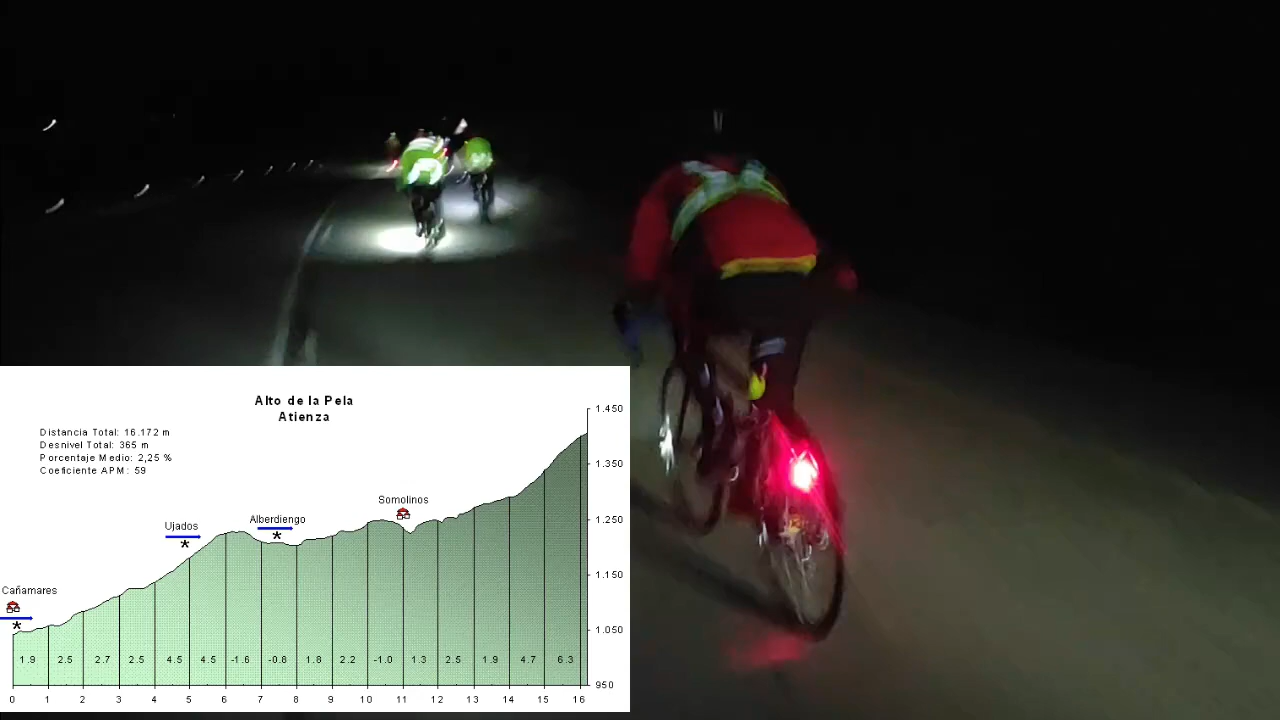 Alto de la Pela
Atienza
Distancia Total: 16.172 m
Desnivel Total: 365 m
Porcentaje Medio: 2,25 %
Coeficiente APM: 59
1.450
1.350
1.250
1.150
1.050
950
Somolinos
Alberdiengo
*
Ujados
*
Cañamares
*
1.9 2.5 2.7 2.5 4.5 4.5 -1.6 -0.8 1.8 2.2 -1.0 1.3 2.5 1.9 4.7 6.3
0 1 2 3 4 5 6 7 8 9 10 11 12 13 14 15 16